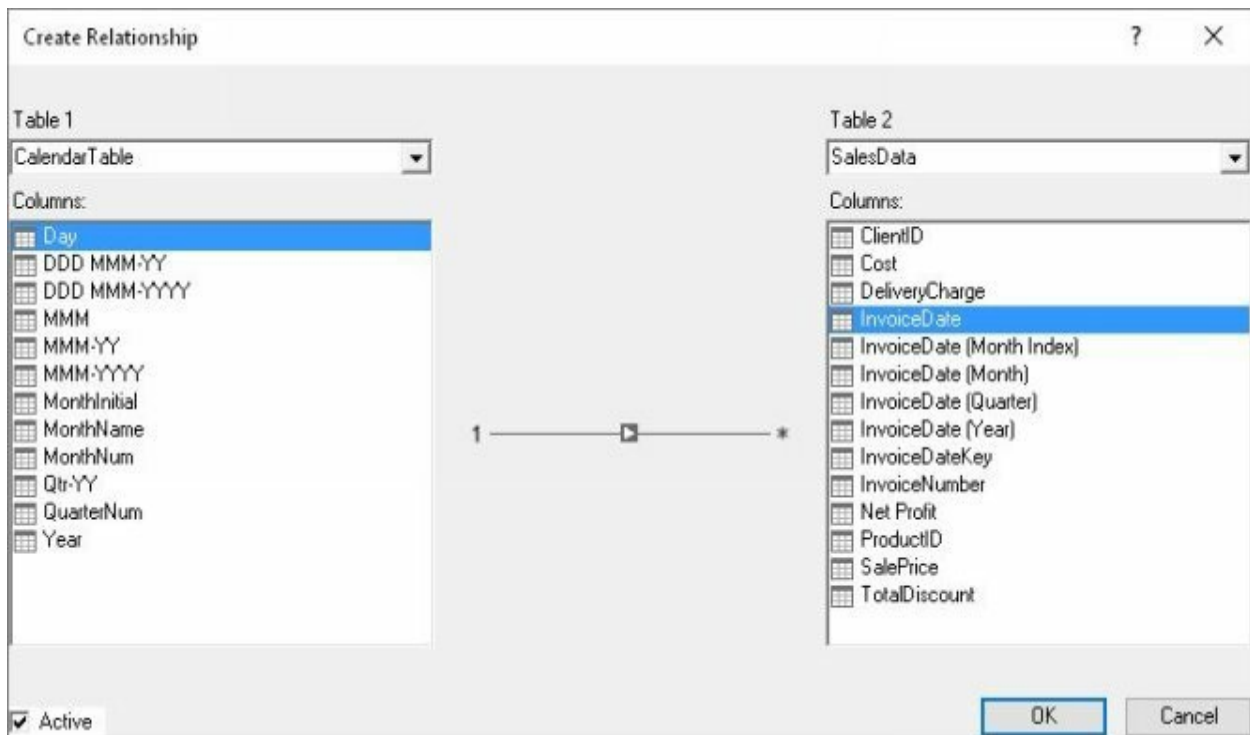 Create Relationship
? ×
Table 1
CalendarTable
Columns:
Day
DDD MMM-YY
DDD MMM-YYYY
MMM
MMM-YY
MMM-YYYY
MonthInitial
MonthName
MonthNum
Qtr-YY
QuarterNum
Year
1 *
Table 2
SalesData
Columns:
ClientID
Cost
DeliveryCharge
InvoiceDate
InvoiceDate (Month Index)
InvoiceDate (Month)
InvoiceDate (Quarter)
InvoiceDate (Year)
InvoiceDateKey
InvoiceNumber
Net Profit
ProductID
SalePrice
TotalDiscount
Active
OK
Cancel